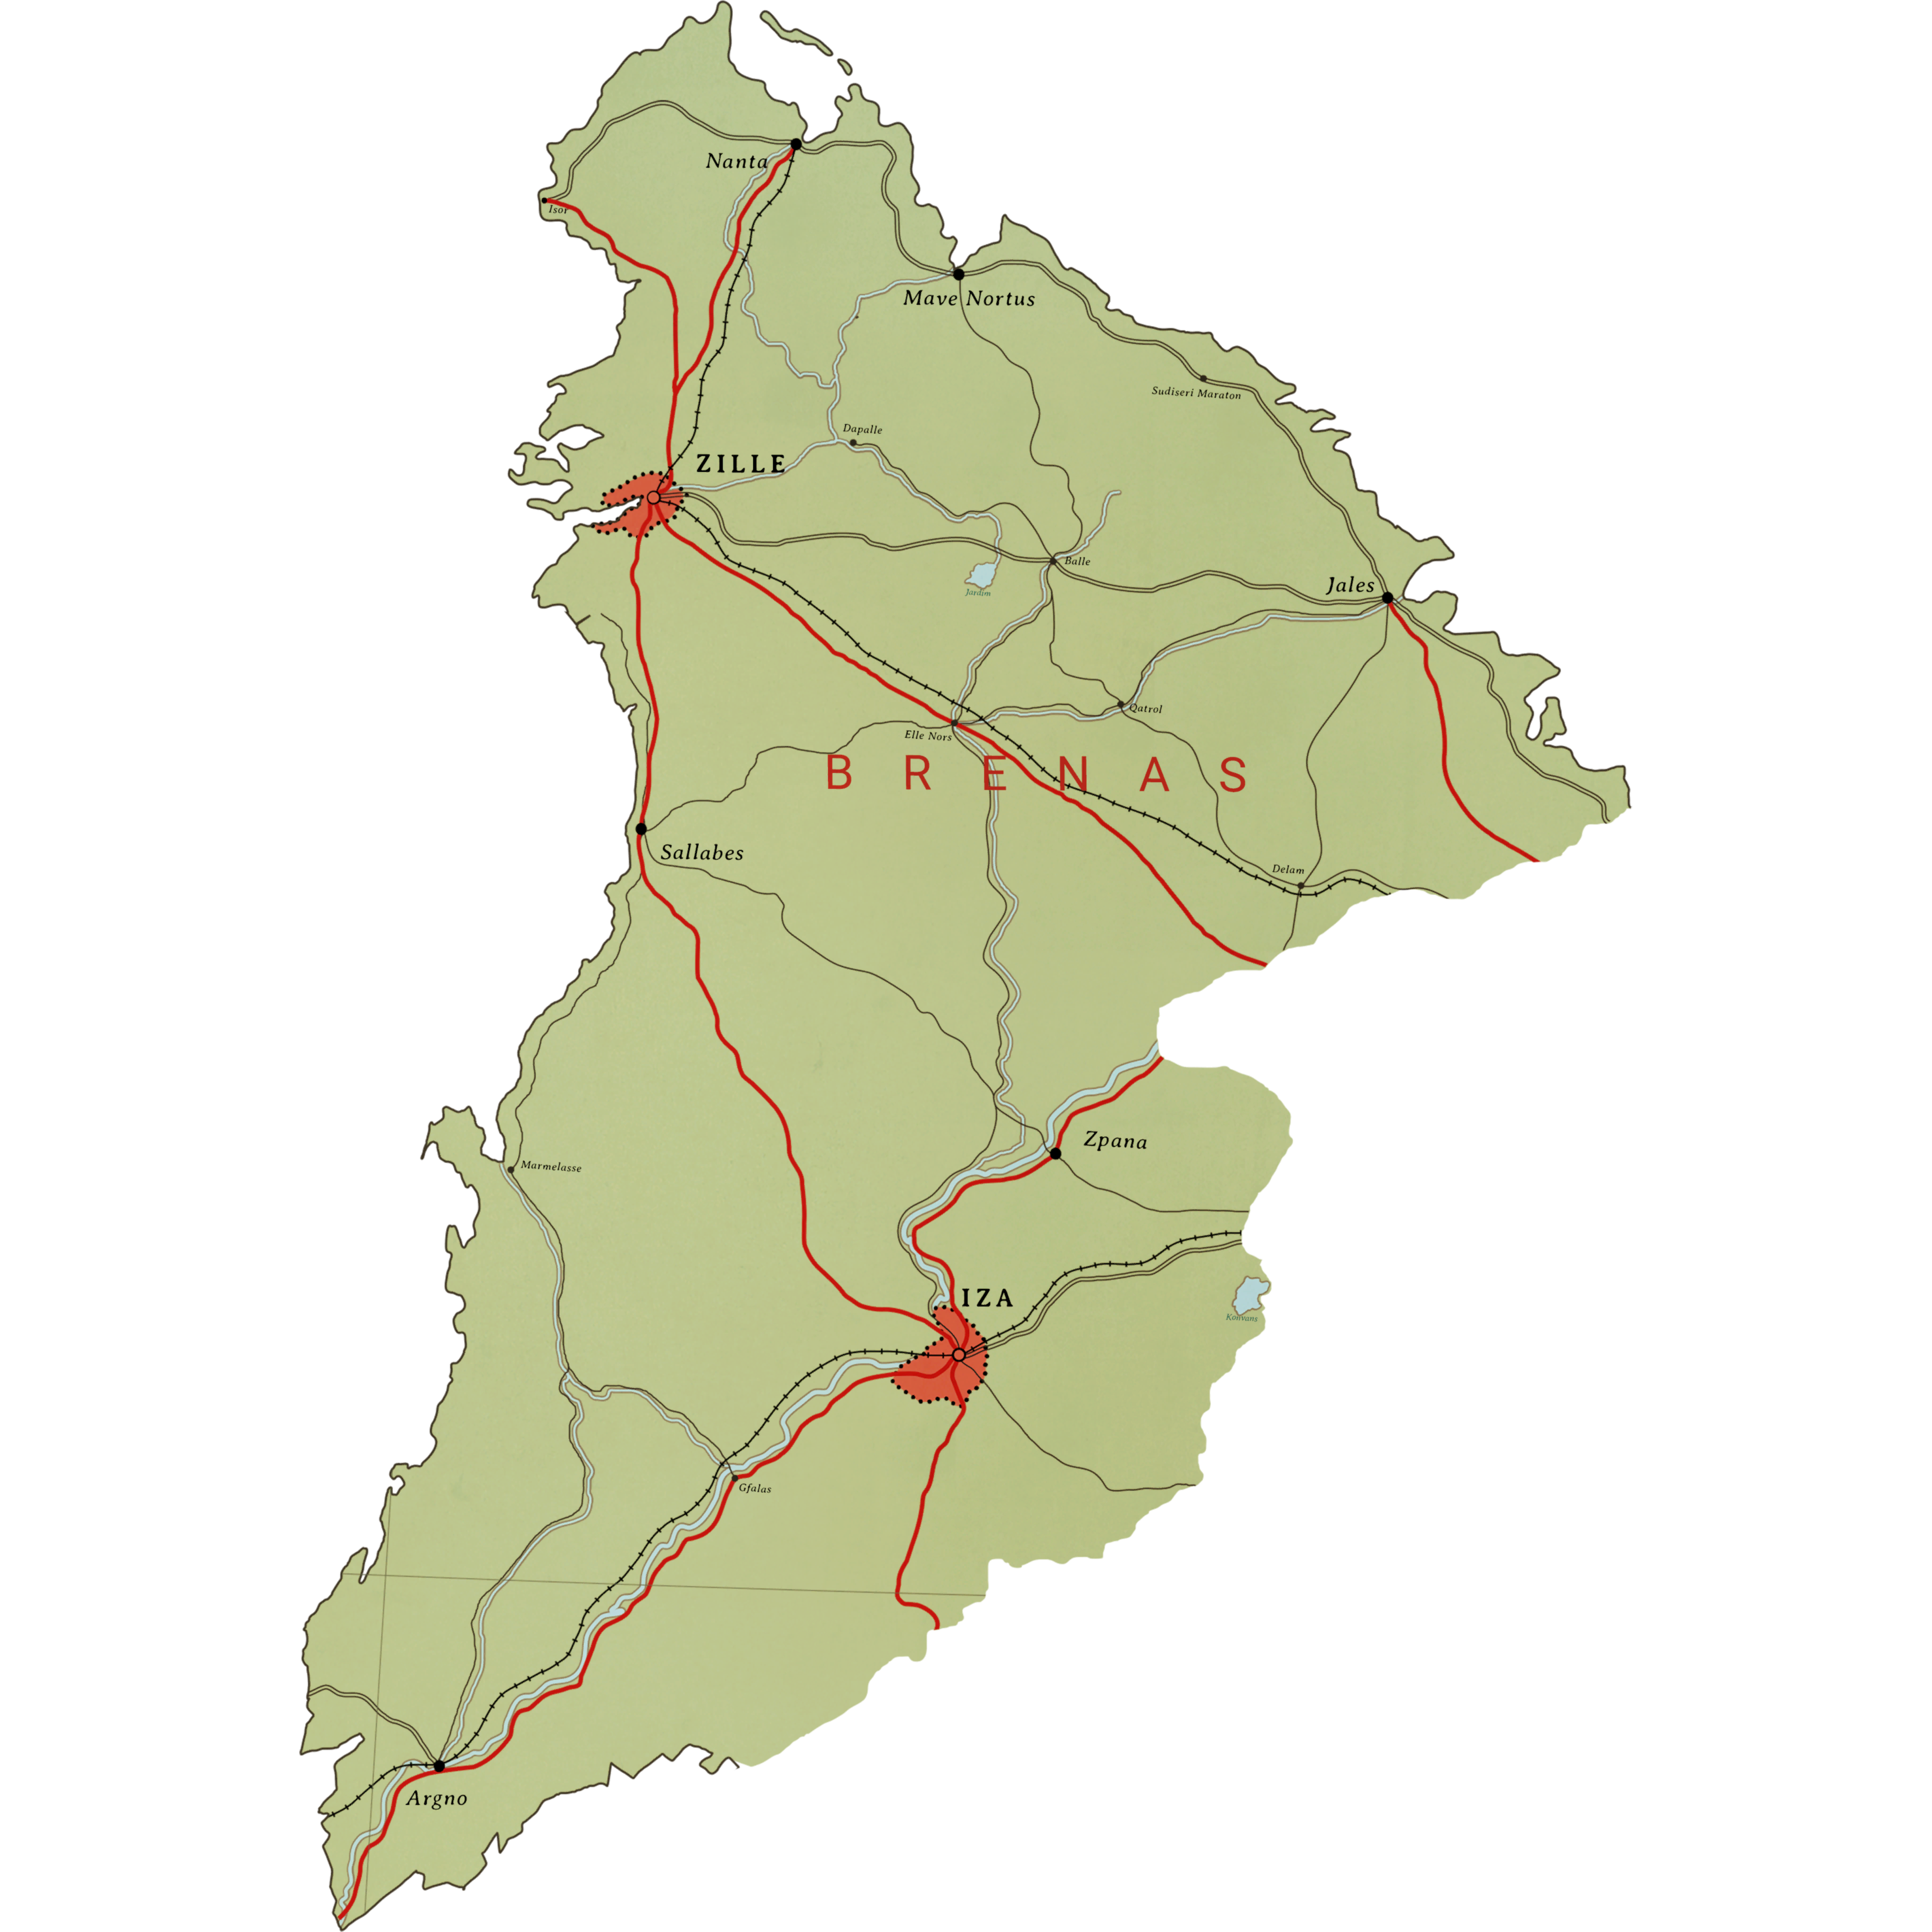 Nanta
Isor
Mave Nortus
Sudiseri Maraton
Dapalle
ZILLE
Balle
Jales
Jardim
Qatrol
Elle Nors
BRENAS
Sallabes
Delam
Zpana
Marmelasse
IZA
Konvans
Gfalas
Argno